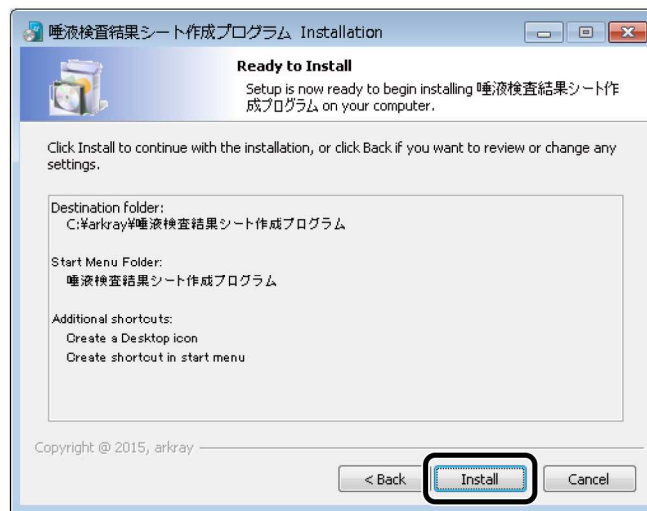 唾液検査結果シート作成プログラム Installation
Ready to Install
Setup is now ready to begin installing 唾液検査結果シート作
成プログラム on your computer.
Click Install to continue with the installation, or click Back if you want to review or change any
settings.
Destination folder:
C:¥arkray¥唾液検査結果シート作成プログラム
Start Menu Folder:
唾液検査結果シート作成プログラム
Additional shortcuts:
Create a Desktop icon
Create shortcut in start menu
Copyright @ 2015, arkray
< Back
Install
Cancel